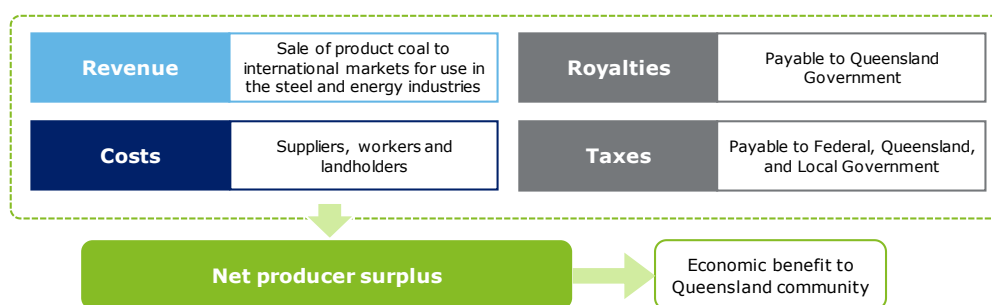 Revenue
Sale of product coal to
international markets for use in
the steel and energy industries
Royalties
Payable to Queensland
Government
Costs
Suppliers, workers and
landholders
Taxes
Payable to Federal, Queensland,
and Local Government
Net producer surplus
Economic benefit to
Queensland community